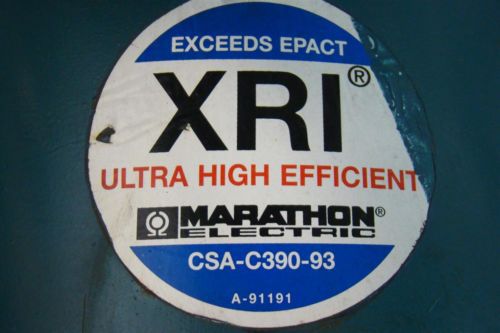 EXCEEDS EPACT
XRI®
ULTRA HIGH EFFICIENT
MARATHON®
ELECTRIC
CSA-C390-93
A-91191